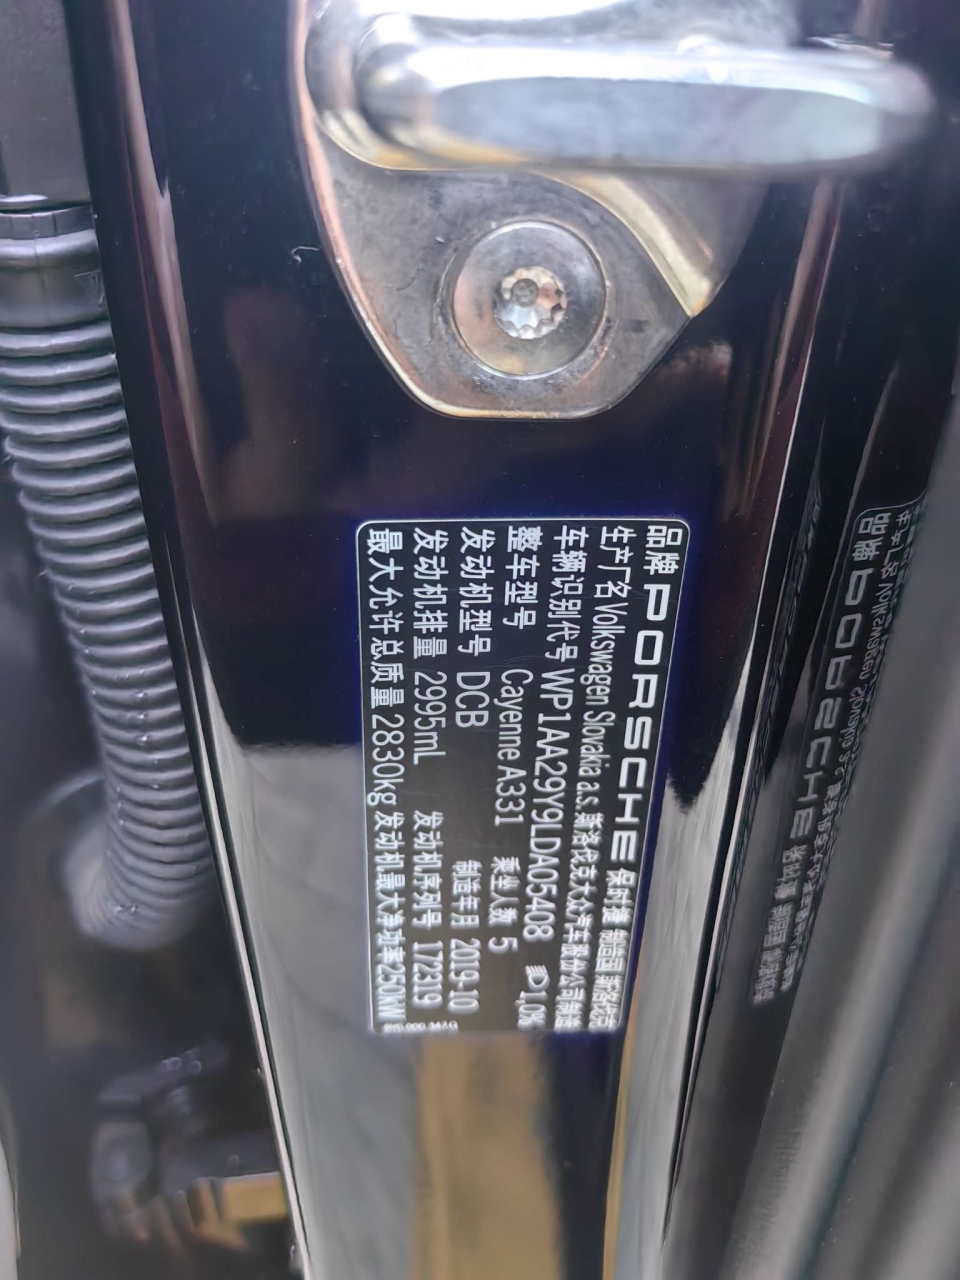 品牌 PORSCHE 保时捷 制造国 斯洛伐克
生产厂名 Volkswagen Slovakia a.s. 斯洛伐克大众汽车股份公司制造
车辆识别代号 WP1AA29Y9LDA05408
整车型号 Cayenne A331 乘坐人数 5 1,0%
发动机型号 DCB 制造年月 2019-10
发动机排量 2995mL 发动机序列号 172319
最大允许总质量 2830kg 发动机最大净功率 250kW